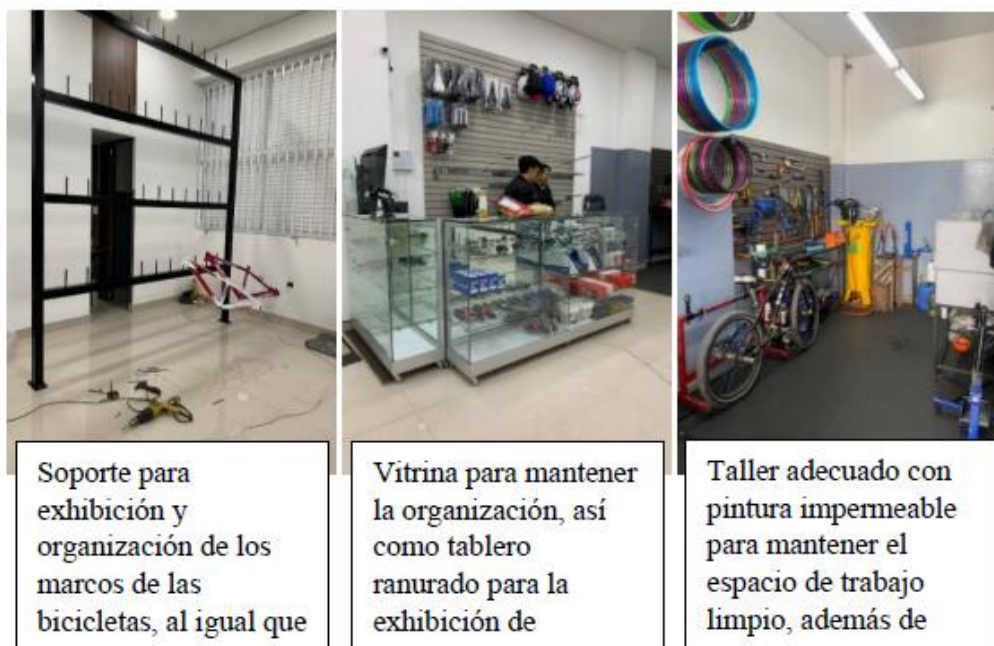 Soporte para
exhibición y
organización de los
marcos de las
bicicletas, al igual que
Vitrina para mantener
la organización, así
como tablero
ranurado para la
exhibición de
Taller adecuado con
pintura impermeable
para mantener el
espacio de trabajo
limpio, además de